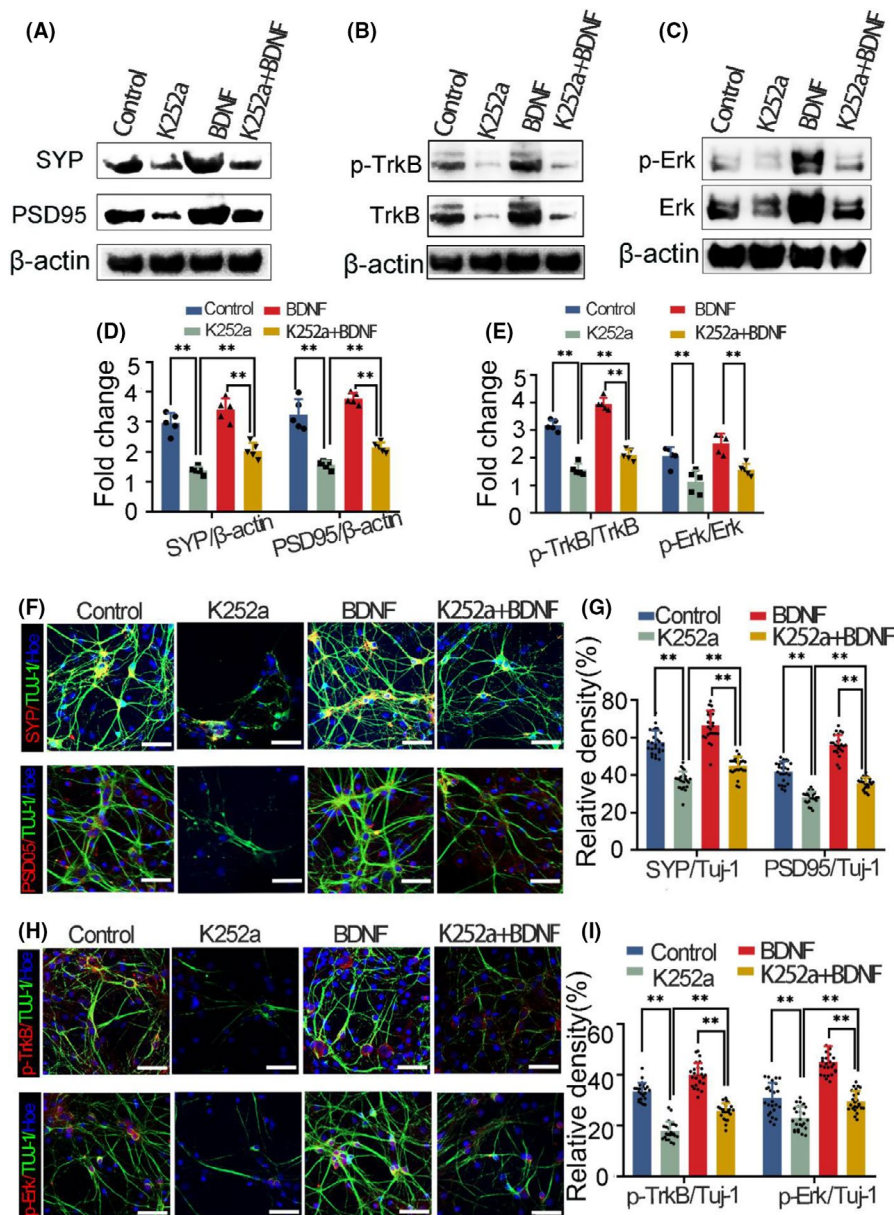 (A)
(B)
(C)
Control K252a BDNF K252a+BDNF
Control K252a BDNF K252a+BDNF
Control K252a BDNF K252a+BDNF
SYP
PSD95
β-actin
p-TrkB
TrkB
β-actin
p-Erk
Erk
β-actin
(D)
Control BDNF
K252a K252a+BDNF
Fold change
5
4
3
2
1
0
** ** **
** ** **
SYP/β-actin PSD95/β-actin
(E)
Control BDNF
K252a K252a+BDNF
Fold change
5
4
3
2
1
0
** ** **
** **
p-TrkB/TrkB p-Erk/Erk
(F)
Control K252a BDNF K252a+BDNF
SYP/TUJ-1/Hoe
PSD05/TUJ-1/Hoe
(G)
Control BDNF
K252a K252a+BDNF
Relative density(%)
80
60
40
20
0
** ** **
** ** **
SYP/Tuj-1 PSD95/Tuj-1
(H)
Control K252a BDNF K252a+BDNF
p-TrkB/TUJ-1/Hoe
p-Erk/TUJ-1/Hoe
(I)
Control BDNF
K252a K252a+BDNF
Relative density(%)
60
40
20
0
** ** **
** ** **
p-TrkB/Tuj-1 p-Erk/Tuj-1